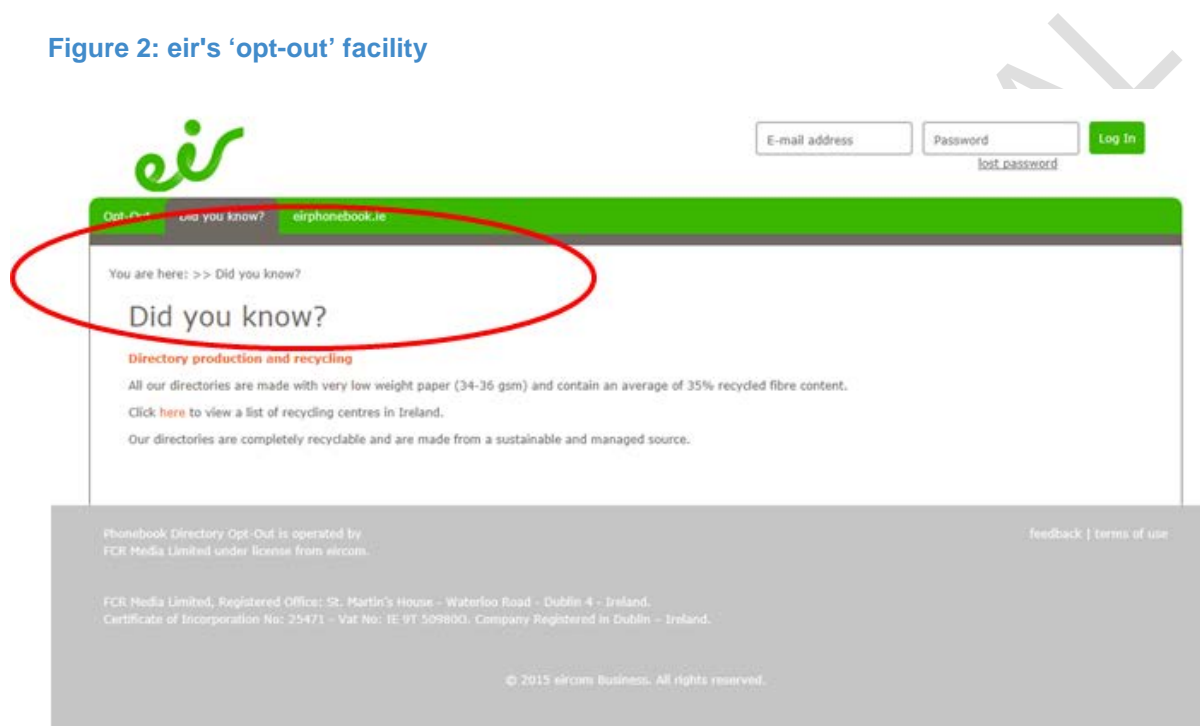 Figure 2: eir's ‘opt-out’ facility
eir
E-mail address
Password
Log In
lost password
Opt-Out
Did you know?
eirphonebook.ie
You are here: >> Did you know?
Did you know?
Directory production and recycling
All our directories are made with very low weight paper (34-36 gsm) and contain an average of 35% recycled fibre content.
Click here to view a list of recycling centres in Ireland.
Our directories are completely recyclable and are made from a sustainable and managed source.
Phonebook Directory Opt-Out is operated by
feedback | terms of use
FCR Media Limited under license from eircom.
FCR Media Limited, Registered Office: St. Martin's House - Waterloo Road - Dublin 4 - Ireland.
Certificate of Incorporation No: 25471 - Vat No: IE 9T 50980G. Company Registered in Dublin – Ireland.
© 2015 eircom Business. All rights reserved.